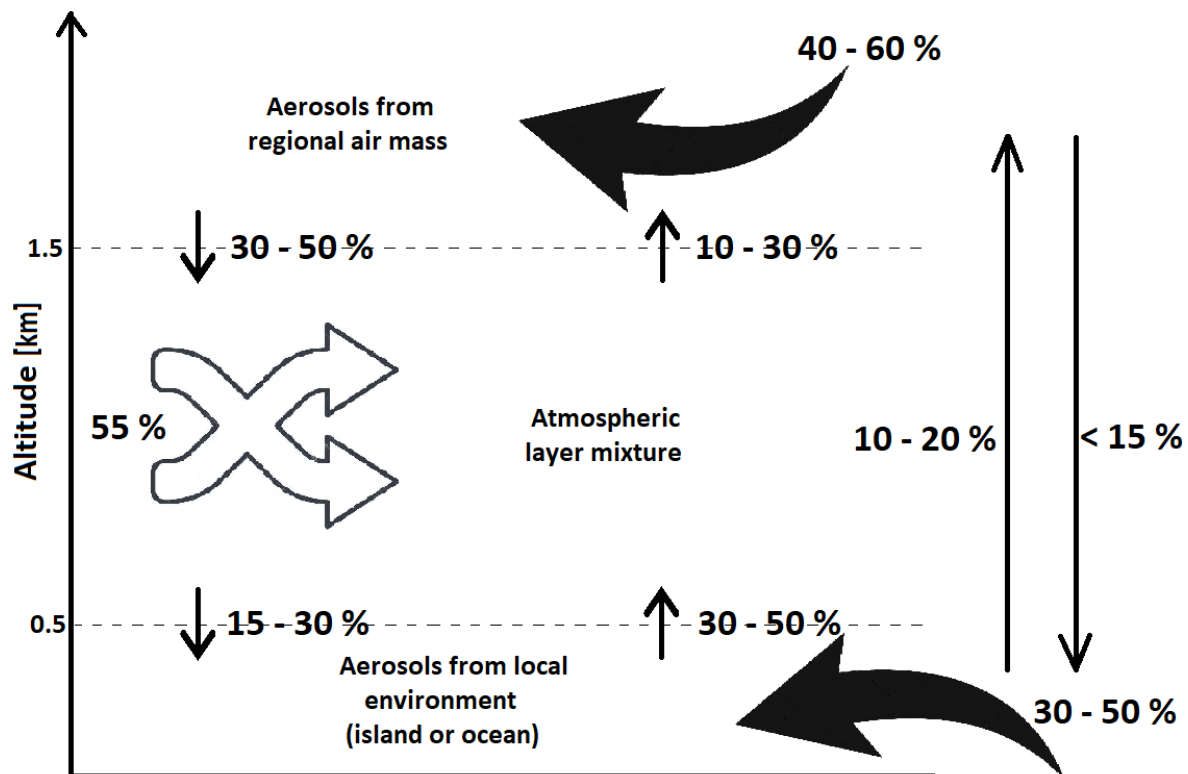 40 - 60 %
Aerosols from
regional air mass
1.5
30 - 50 %
10 - 30 %
Altitude [km]
55 %
Atmospheric
layer mixture
10 - 20 %
< 15 %
0.5
15 - 30 %
30 - 50 %
Aerosols from local
environment
(island or ocean)
30 - 50 %